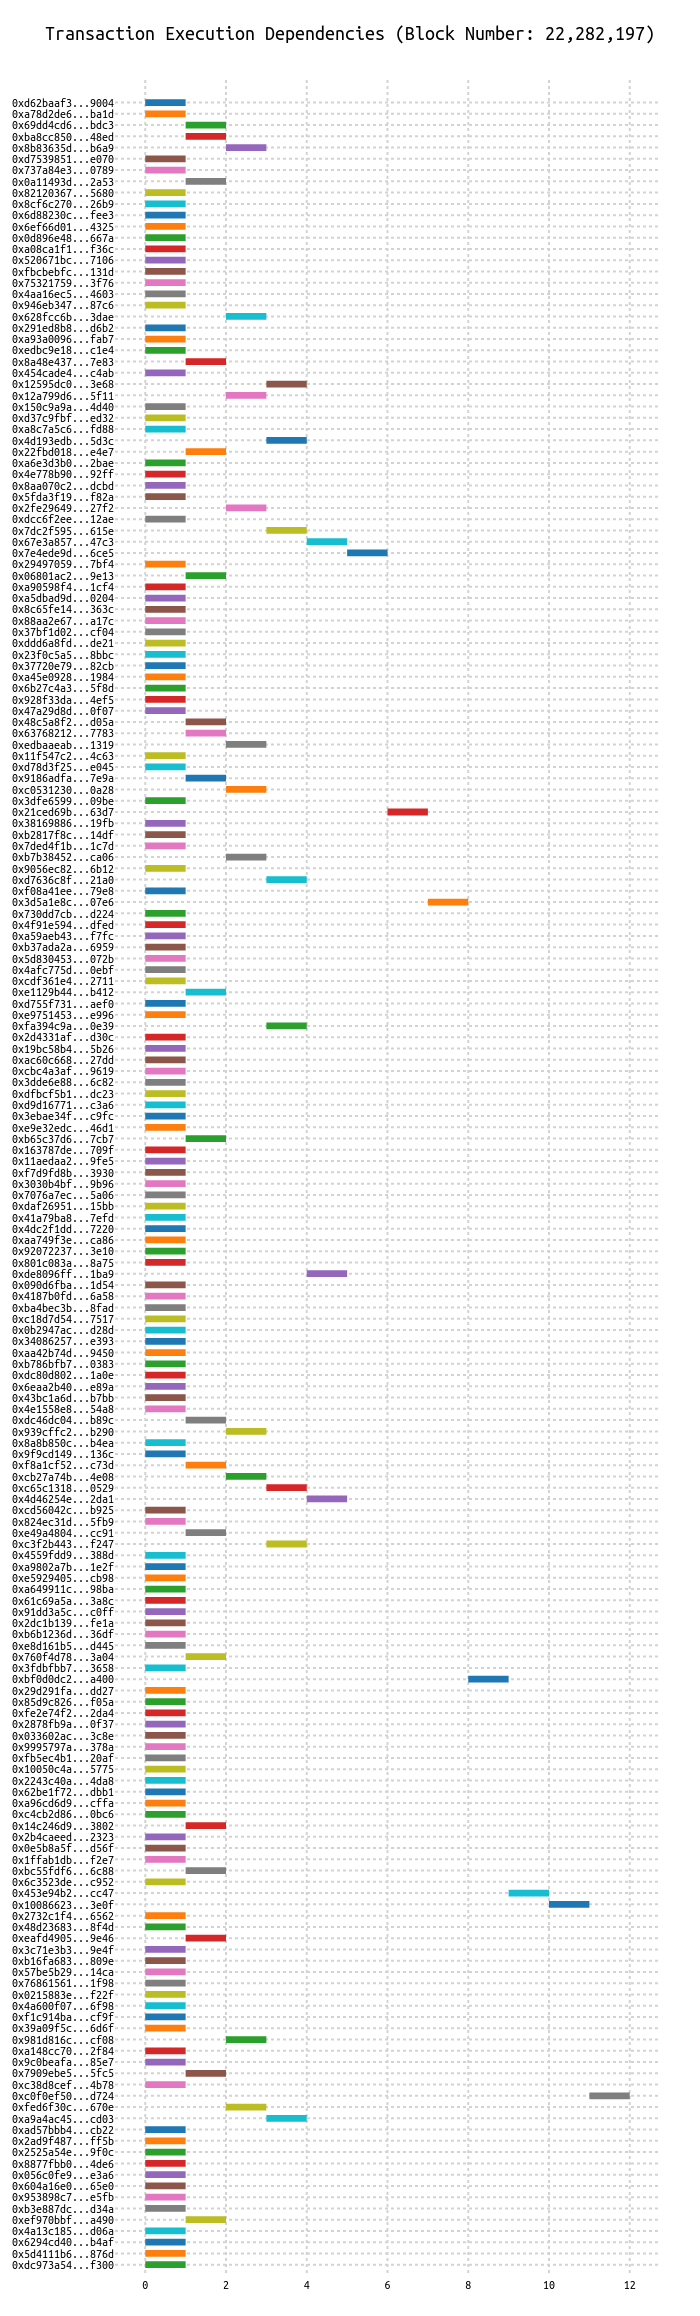 Transaction Execution Dependencies (Block Number: 22,282,197)
0xd62baaf3...9004
0xa78d2de6...ba1d
0x69dd4cd6...bdc3
0xba8cc850...48ed
0x8b83635d...b6a9
0xd7539851...e070
0x737a84e3...0789
0x0a11493d...2a53
0x82120367...5680
0x8cf6c270...26b9
0x6d88230c...fee3
0x6ef66d01...4325
0x0d896e48...667a
0xa08ca1f1...f36c
0x520671bc...7106
0xfbcbebfc...131d
0x75321759...3f76
0x4aa16ec5...4603
0x946eb347...87c6
0x628fcc6b...3dae
0x291ed8b8...d6b2
0xa93a0096...fab7
0xedbc9e18...c1e4
0x8a48e437...7e83
0x454cade4...c4ab
0x12595dc0...3e68
0x12a799d6...5f11
0x150c9a9a...4d40
0xd37c9fbf...ed32
0xa8c7a5c6...fd88
0x4d193edb...5d3c
0x22fbd018...e4e7
0xa6e3d3b0...2bae
0x4e778b90...92ff
0x8aa070c2...dcbd
0x5fda3f19...f82a
0x2fe29649...27f2
0xdcc6f2ee...12ae
0x7dc2f595...615e
0x67e3a857...47c3
0x7e4ede9d...6ce5
0x29497059...7bf4
0x06801ac2...9e13
0xa90598f4...1cf4
0xa5dbad9d...0204
0x8c65fe14...363c
0x88aa2e67...a17c
0x37bf1d02...cf04
0xddd6a8fd...de21
0x23f0c5a5...8bbc
0x37720e79...82cb
0xa45e0928...1984
0x6b27c4a3...5f8d
0x928f33da...4ef5
0x47a29d8d...0f07
0x48c5a8f2...d05a
0x63768212...7783
0xedbaaeab...1319
0x11f547c2...4c63
0xd78d3f25...e045
0x9186adfa...7e9a
0xc0531230...0a28
0x3dfe6599...09be
0x21ced69b...63d7
0x38169886...19fb
0xb2817f8c...14df
0x7ded4f1b...1c7d
0xb7b38452...ca06
0x9056ec82...6b12
0xd7636c8f...21a0
0xf08a41ee...79e8
0x3d5a1e8c...07e6
0x730dd7cb...d224
0x4f91e594...dfed
0xa59aeb43...f7fc
0xb37ada2a...6959
0x5d830453...072b
0x4afc775d...0ebf
0xcdf361e4...2711
0xe1129b44...b412
0xd755f731...aef0
0xe9751453...e996
0xfa394c9a...0e39
0x2d4331af...d30c
0x19bc58b4...5b26
0xac60c668...27dd
0xcbc4a3af...9619
0x3dde6e88...6c82
0xdfbcf5b1...dc23
0xd9d16771...c3a6
0x3ebae34f...c9fc
0xe9e32edc...46d1
0xb65c37d6...7cb7
0x163787de...709f
0x11aedaa2...9fe5
0xf7d9fd8b...3930
0x3030b4bf...9b96
0x7076a7ec...5a06
0xdaf26951...15bb
0x41a79ba8...7efd
0x4dc2f1dd...7220
0xaa749f3e...ca86
0x92072237...3e10
0x801c083a...8a75
0xde8096ff...1ba9
0x090d6fba...1d54
0x4187b0fd...6a58
0xba4bec3b...8fad
0xc18d7d54...7517
0x0b2947ac...d28d
0x34086257...e393
0xaa42b74d...9450
0xb786bfb7...0383
0xdc80d802...1a0e
0x6eaa2b40...e89a
0x43bc1a6d...b7bb
0x4e1558e8...54a8
0xdc46dc04...b89c
0x939cffc2...b290
0x8a8b850c...b4ea
0x9f9cd149...136c
0xf8a1cf52...c73d
0xcb27a74b...4e08
0xc65c1318...0529
0x4d46254e...2da1
0xcd56042c...b925
0x824ec31d...5fb9
0xe49a4804...cc91
0xc3f2b443...f247
0x4559fdd9...388d
0xa9802a7b...1e2f
0xe5929405...cb98
0xa649911c...98ba
0x61c69a5a...3a8c
0x91dd3a5c...c0ff
0x2dc1b139...fe1a
0xb6b1236d...36df
0xe8d161b5...d445
0x760f4d78...3a04
0x3fdbfbb7...3658
0xbf0d0dc2...a400
0x29d291fa...dd27
0x85d9c826...f05a
0xfe2e74f2...2da4
0x2878fb9a...0f37
0x033602ac...3c8e
0x9995797a...378a
0xfb5ec4b1...20af
0x10050c4a...5775
0x2243c40a...4da8
0x62be1f72...dbb1
0xa96cd6d9...cffa
0xc4cb2d86...0bc6
0x14c246d9...3802
0x2b4caeed...2323
0x0e5b8a5f...d56f
0x1ffab1db...f2e7
0xbc55fdf6...6c88
0x6c3523de...c952
0x453e94b2...cc47
0x10086623...3e0f
0x2732c1f4...6562
0x48d23683...8f4d
0xeafd4905...9e46
0x3c71e3b3...9e4f
0xb16fa683...809e
0x57be5b29...14ca
0x76861561...1f98
0x0215883e...f22f
0x4a600f07...6f98
0xf1c914ba...cf9f
0x39a09f5c...6d6f
0x981d816c...cf08
0xa148cc70...2f84
0x9c0beafa...85e7
0x7909ebe5...5fc5
0xc38d8cef...4b78
0xc0f0ef50...d724
0xfed6f30c...670e
0xa9a4ac45...cd03
0xad57bbb4...cb22
0x2ad9f487...ff5b
0x2525a54e...9f0c
0x8877fbb0...4de6
0x056c0fe9...e3a6
0x604a16e0...65e0
0x953898c7...e5fb
0xb3e887dc...d34a
0xef970bbf...a490
0x4a13c185...d06a
0x6294cd40...b4af
0x5d4111b6...876d
0xdc973a54...f300
0 2 4 6 8 10 12